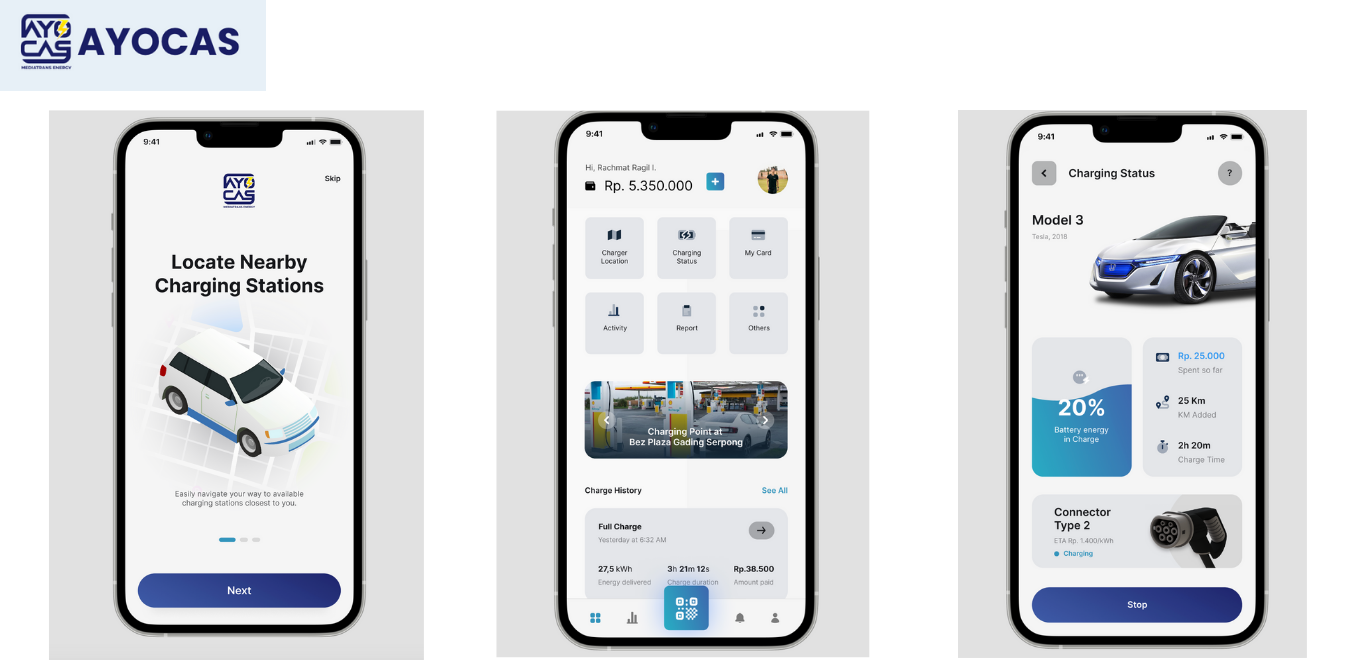 AYO
CAS
MEDIATRANS ENERGY
AYOCAS
9:41
AYO
CAS
MEDIATRANS ENERGY
Skip
Locate Nearby
Charging Stations
Easily navigate your way to available
charging stations closest to you.
Next
9:41
Hi, Rachmat Ragil I.
Rp. 5.350.000
Charger
Location
Charging
Status
My Card
Activity
Report
Others
Charging Point at
Bez Plaza Gading Serpong
Charge History
See All
Full Charge
Yesterday at 6:32 AM
27,5 kWh
Energy delivered
3h 21m 12s
Charge duration
Rp.38.500
Amount paid
9:41
Charging Status
?
Model 3
Tesla, 2018
20%
Battery energy
in Charge
Rp. 25.000
Spent so far
25 Km
KM Added
2h 20m
Charge Time
Connector
Type 2
ETA Rp. 1.400/kWh
Charging
Stop